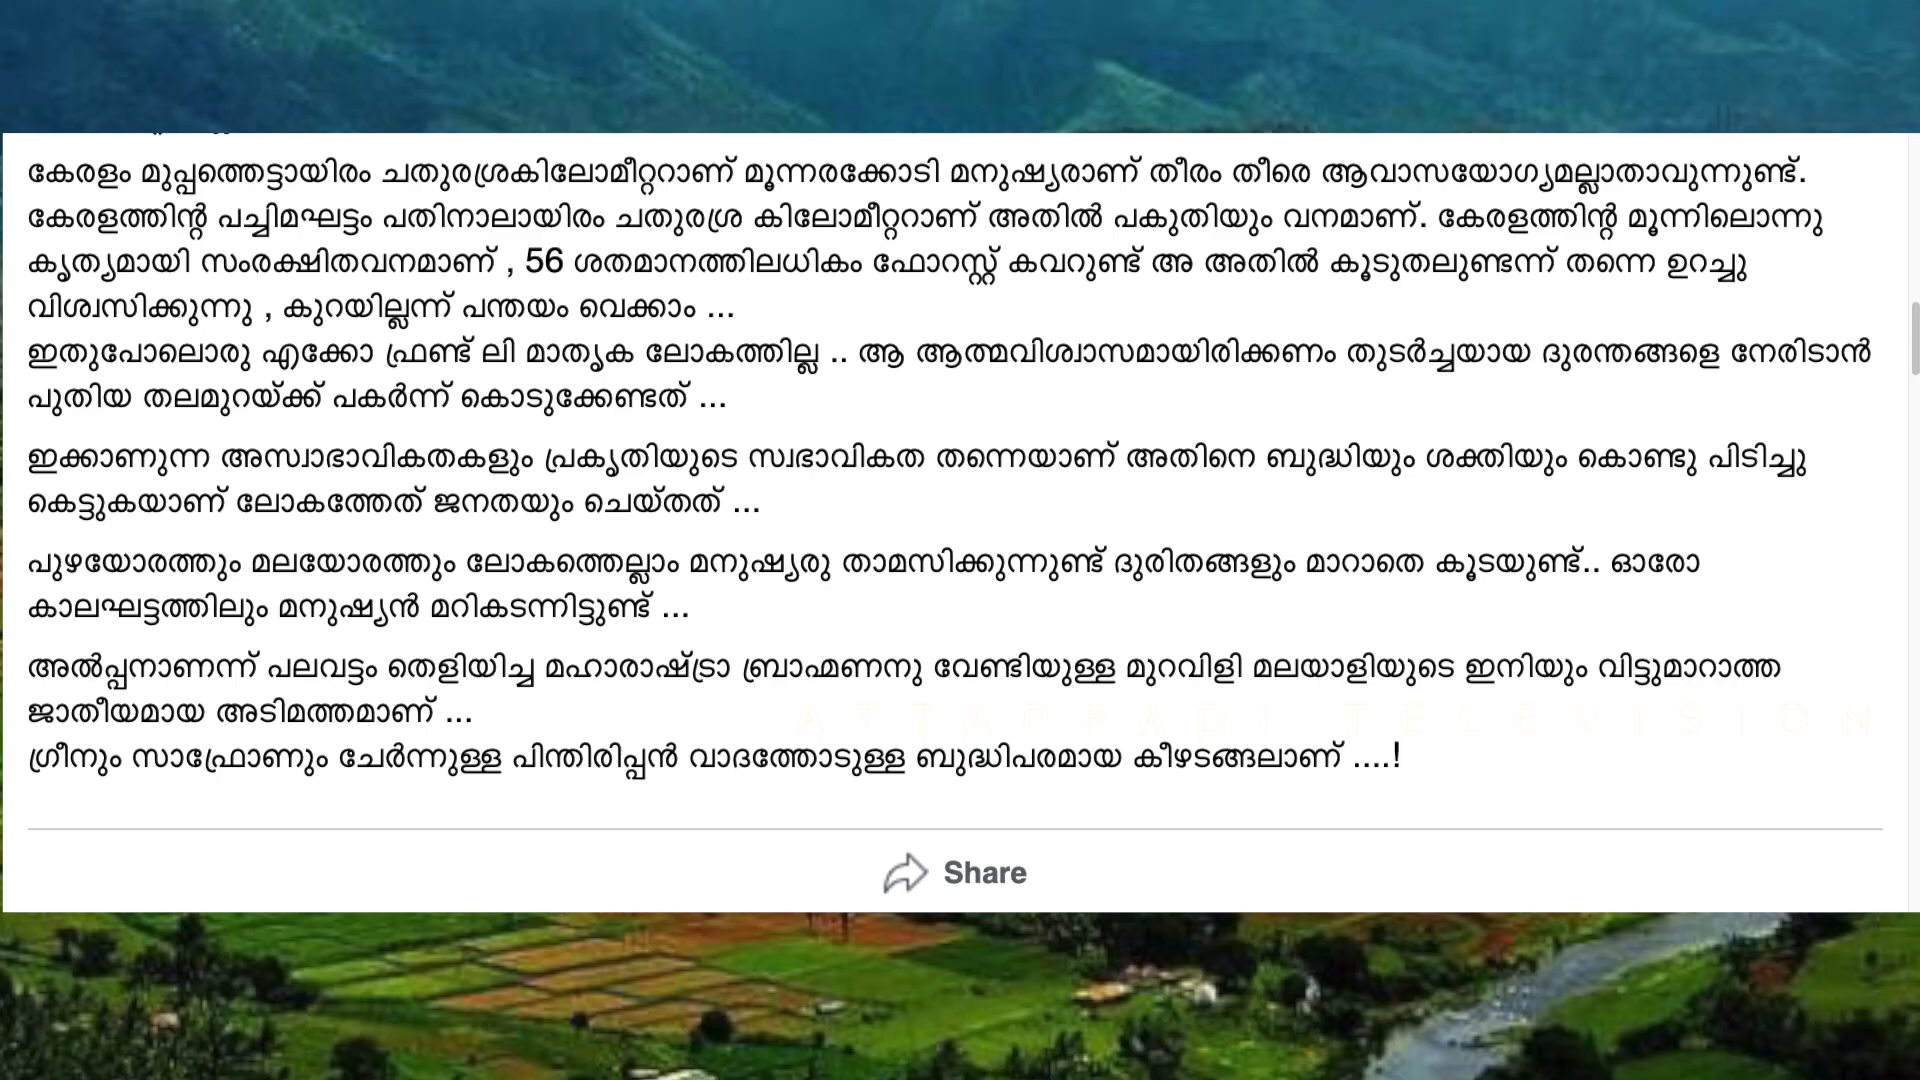 കേരളം മുപ്പത്തെട്ടായിരം ചതുരശ്രകിലോമീറ്ററാണ് മൂന്നരക്കോടി മനുഷ്യരാണ് തീരം തീരെ ആവാസയോഗ്യമല്ലാതാവുന്നുണ്ട്.
കേരളത്തിന്റ പച്ചിമഘട്ടം പതിനാലായിരം ചതുരശ്ര കിലോമീറ്ററാണ് അതിൽ പകുതിയും വനമാണ്. കേരളത്തിന്റ മൂന്നിലൊന്നു
കൃത്യമായി സംരക്ഷിതവനമാണ് , 56 ശതമാനത്തിലധികം ഫോറസ്റ്റ് കവറുണ്ട് അ അതിൽ കൂടുതലുണ്ടന്ന് തന്നെ ഉറച്ചു
വിശ്വസിക്കുന്നു , കുറയില്ലന്ന് പന്തയം വെക്കാം ...
ഇതുപോലൊരു എക്കോ ഫ്രണ്ട് ലി മാതൃക ലോകത്തില്ല .. ആ ആത്മവിശ്വാസമായിരിക്കണം തുടർച്ചയായ ദുരന്തങ്ങളെ നേരിടാൻ
പുതിയ തലമുറയ്ക്ക് പകർന്ന് കൊടുക്കേണ്ടത് ...
ഇക്കാണുന്ന അസ്വാഭാവികതകളും പ്രകൃതിയുടെ സ്വഭാവികത തന്നെയാണ് അതിനെ ബുദ്ധിയും ശക്തിയും കൊണ്ടു പിടിച്ചു
കെട്ടുകയാണ് ലോകത്തേത് ജനതയും ചെയ്തത് ...
പുഴയോരത്തും മലയോരത്തും ലോകത്തെല്ലാം മനുഷ്യരു താമസിക്കുന്നുണ്ട് ദുരിതങ്ങളും മാറാതെ കൂടയുണ്ട്.. ഓരോ
കാലഘട്ടത്തിലും മനുഷ്യൻ മറികടന്നിട്ടുണ്ട് ...
അൽപ്പനാണന്ന് പലവട്ടം തെളിയിച്ച മഹാരാഷ്ട്രാ ബ്രാഹ്മണനു വേണ്ടിയുള്ള മുറവിളി മലയാളിയുടെ ഇനിയും വിട്ടുമാറാത്ത
ജാതീയമായ അടിമത്തമാണ് ...
ATTAPPADI TELEVISION
ഗ്രീനും സാഫ്രോണും ചേർന്നുള്ള പിന്തിരിപ്പൻ വാദത്തോടുള്ള ബുദ്ധിപരമായ കീഴടങ്ങലാണ് ....!
Share